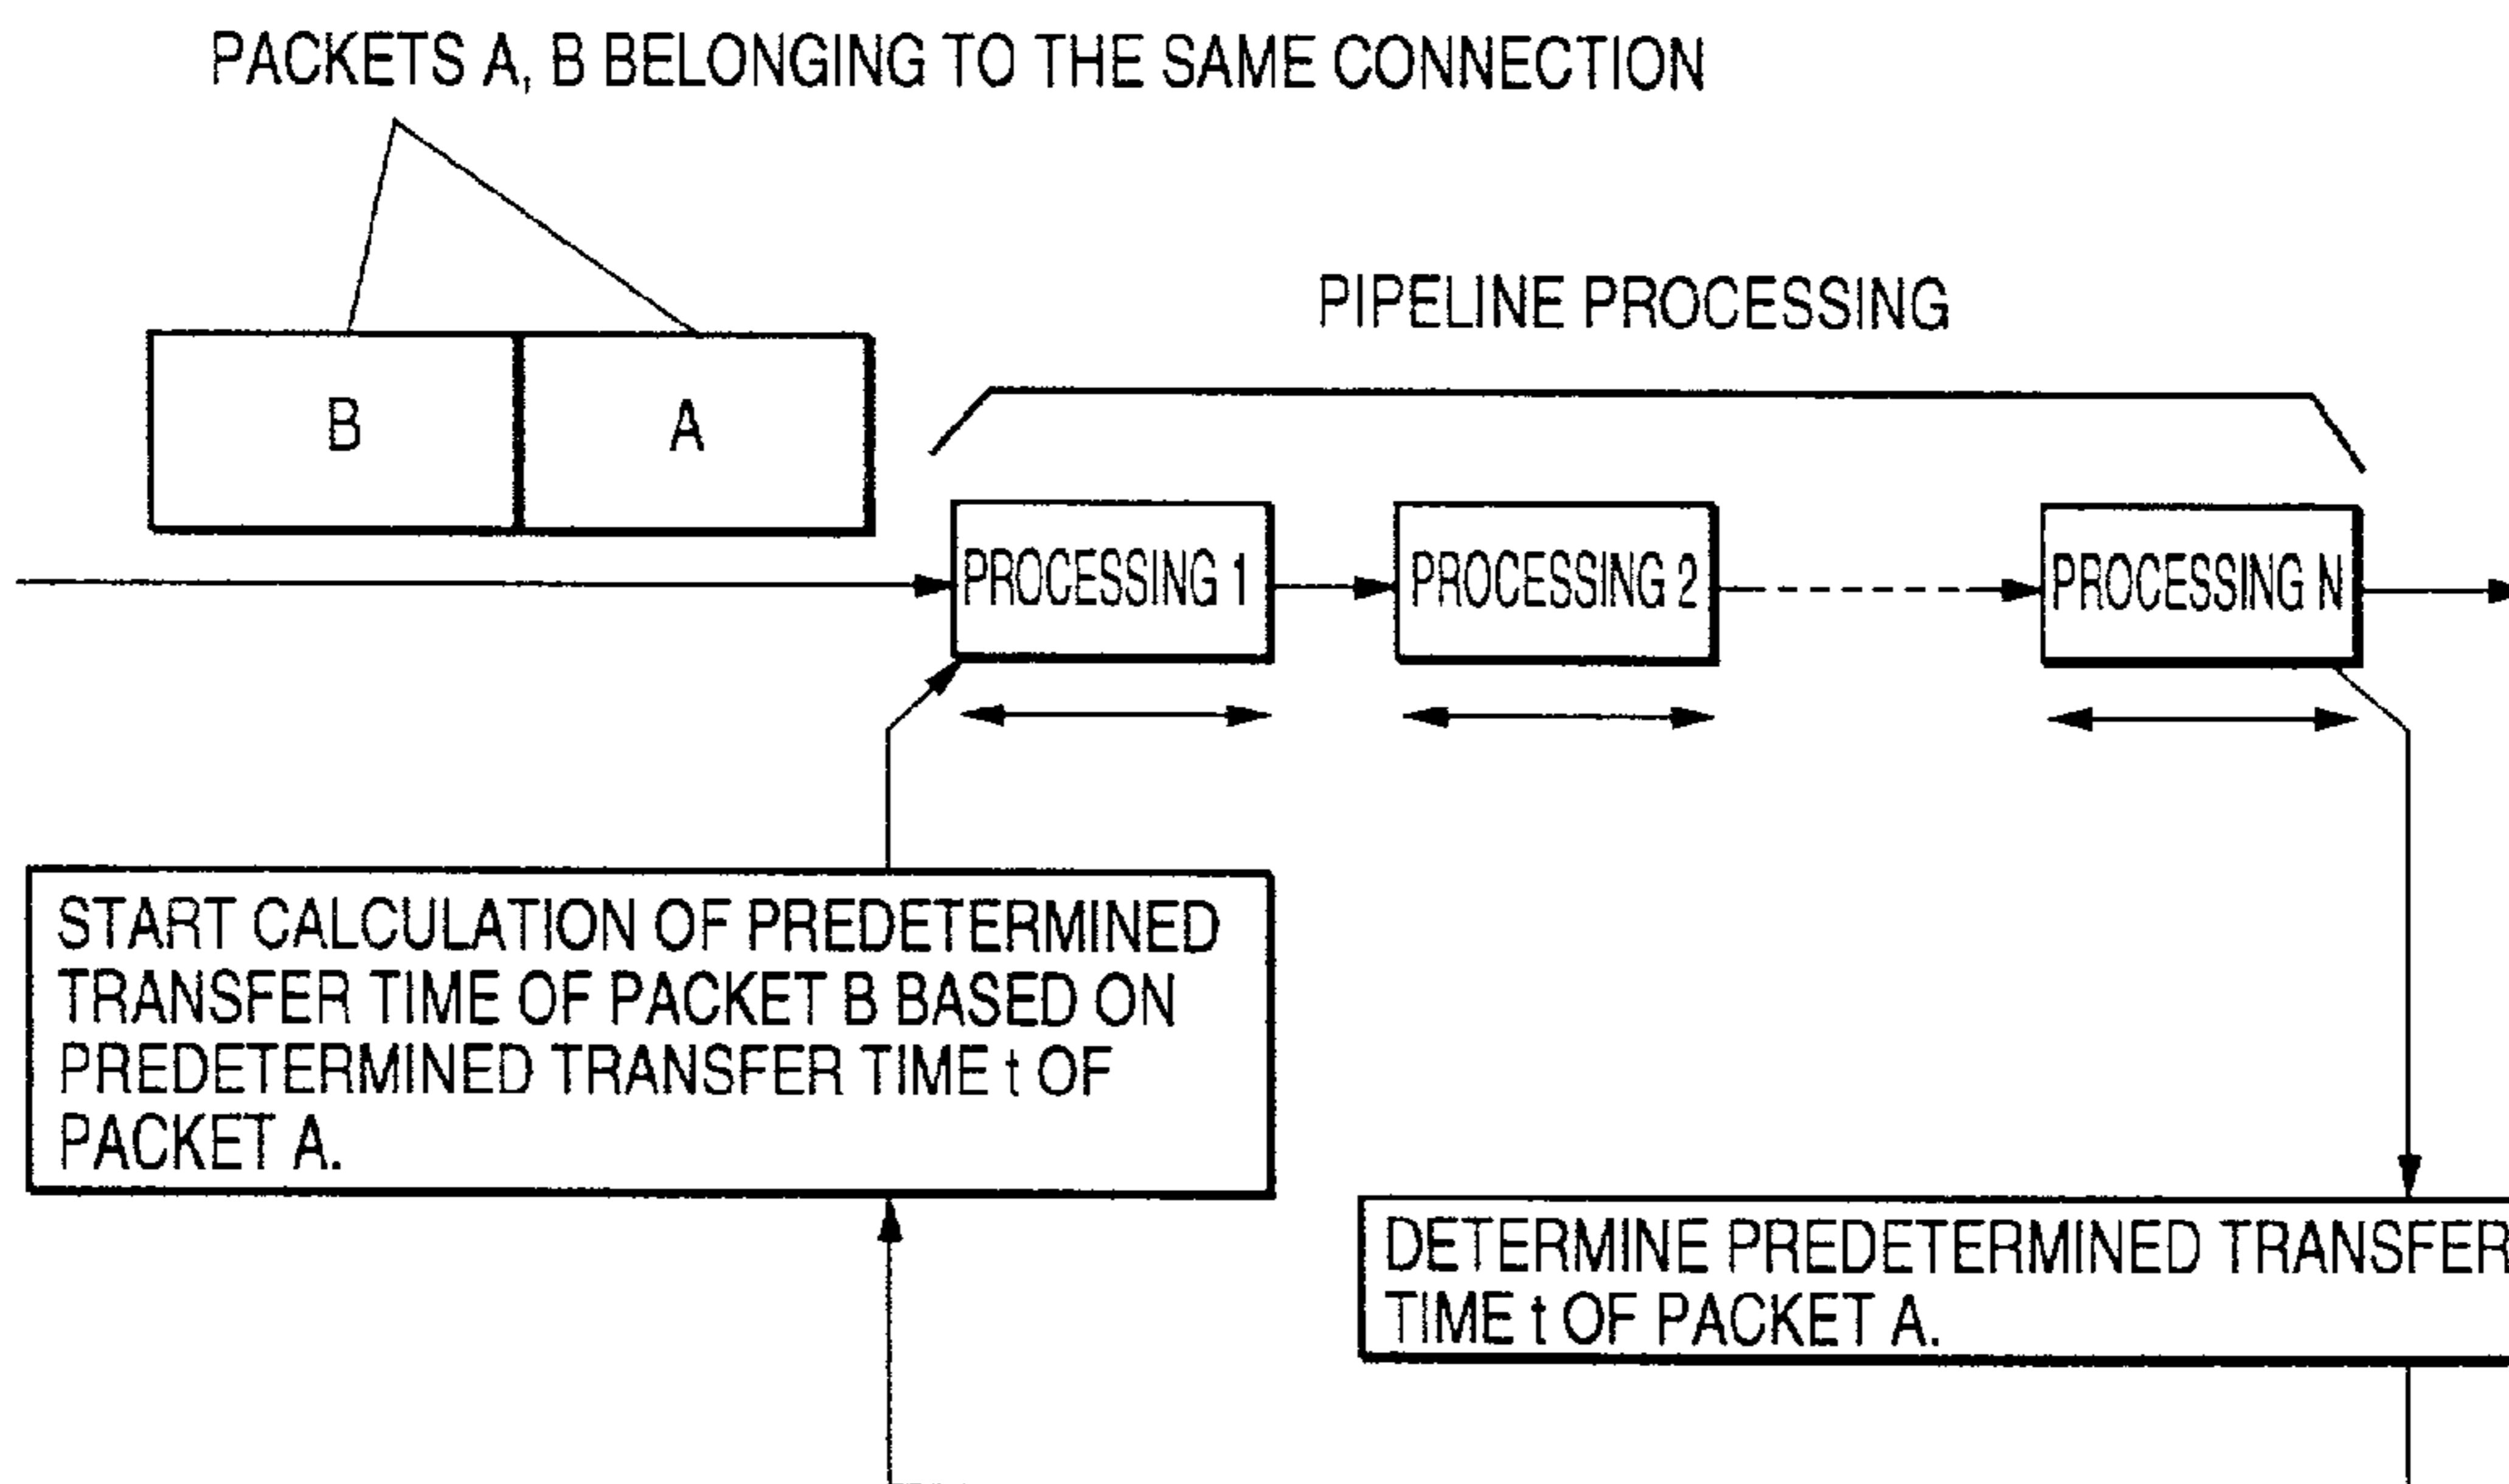 PACKETS A, B BELONGING TO THE SAME CONNECTION
PIPELINE PROCESSING
B
A
PROCESSING 1
PROCESSING 2
PROCESSING N
START CALCULATION OF PREDETERMINED
TRANSFER TIME OF PACKET B BASED ON
PREDETERMINED TRANSFER TIME t OF
PACKET A.
DETERMINE PREDETERMINED TRANSFER
TIME t OF PACKET A.